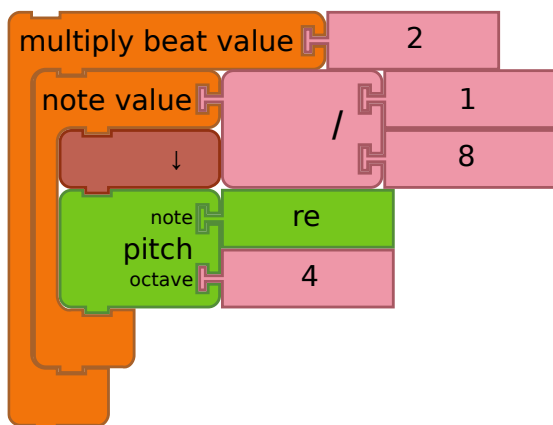 multiply beat value 2
note value / 1
8
↓
note re
pitch
octave 4